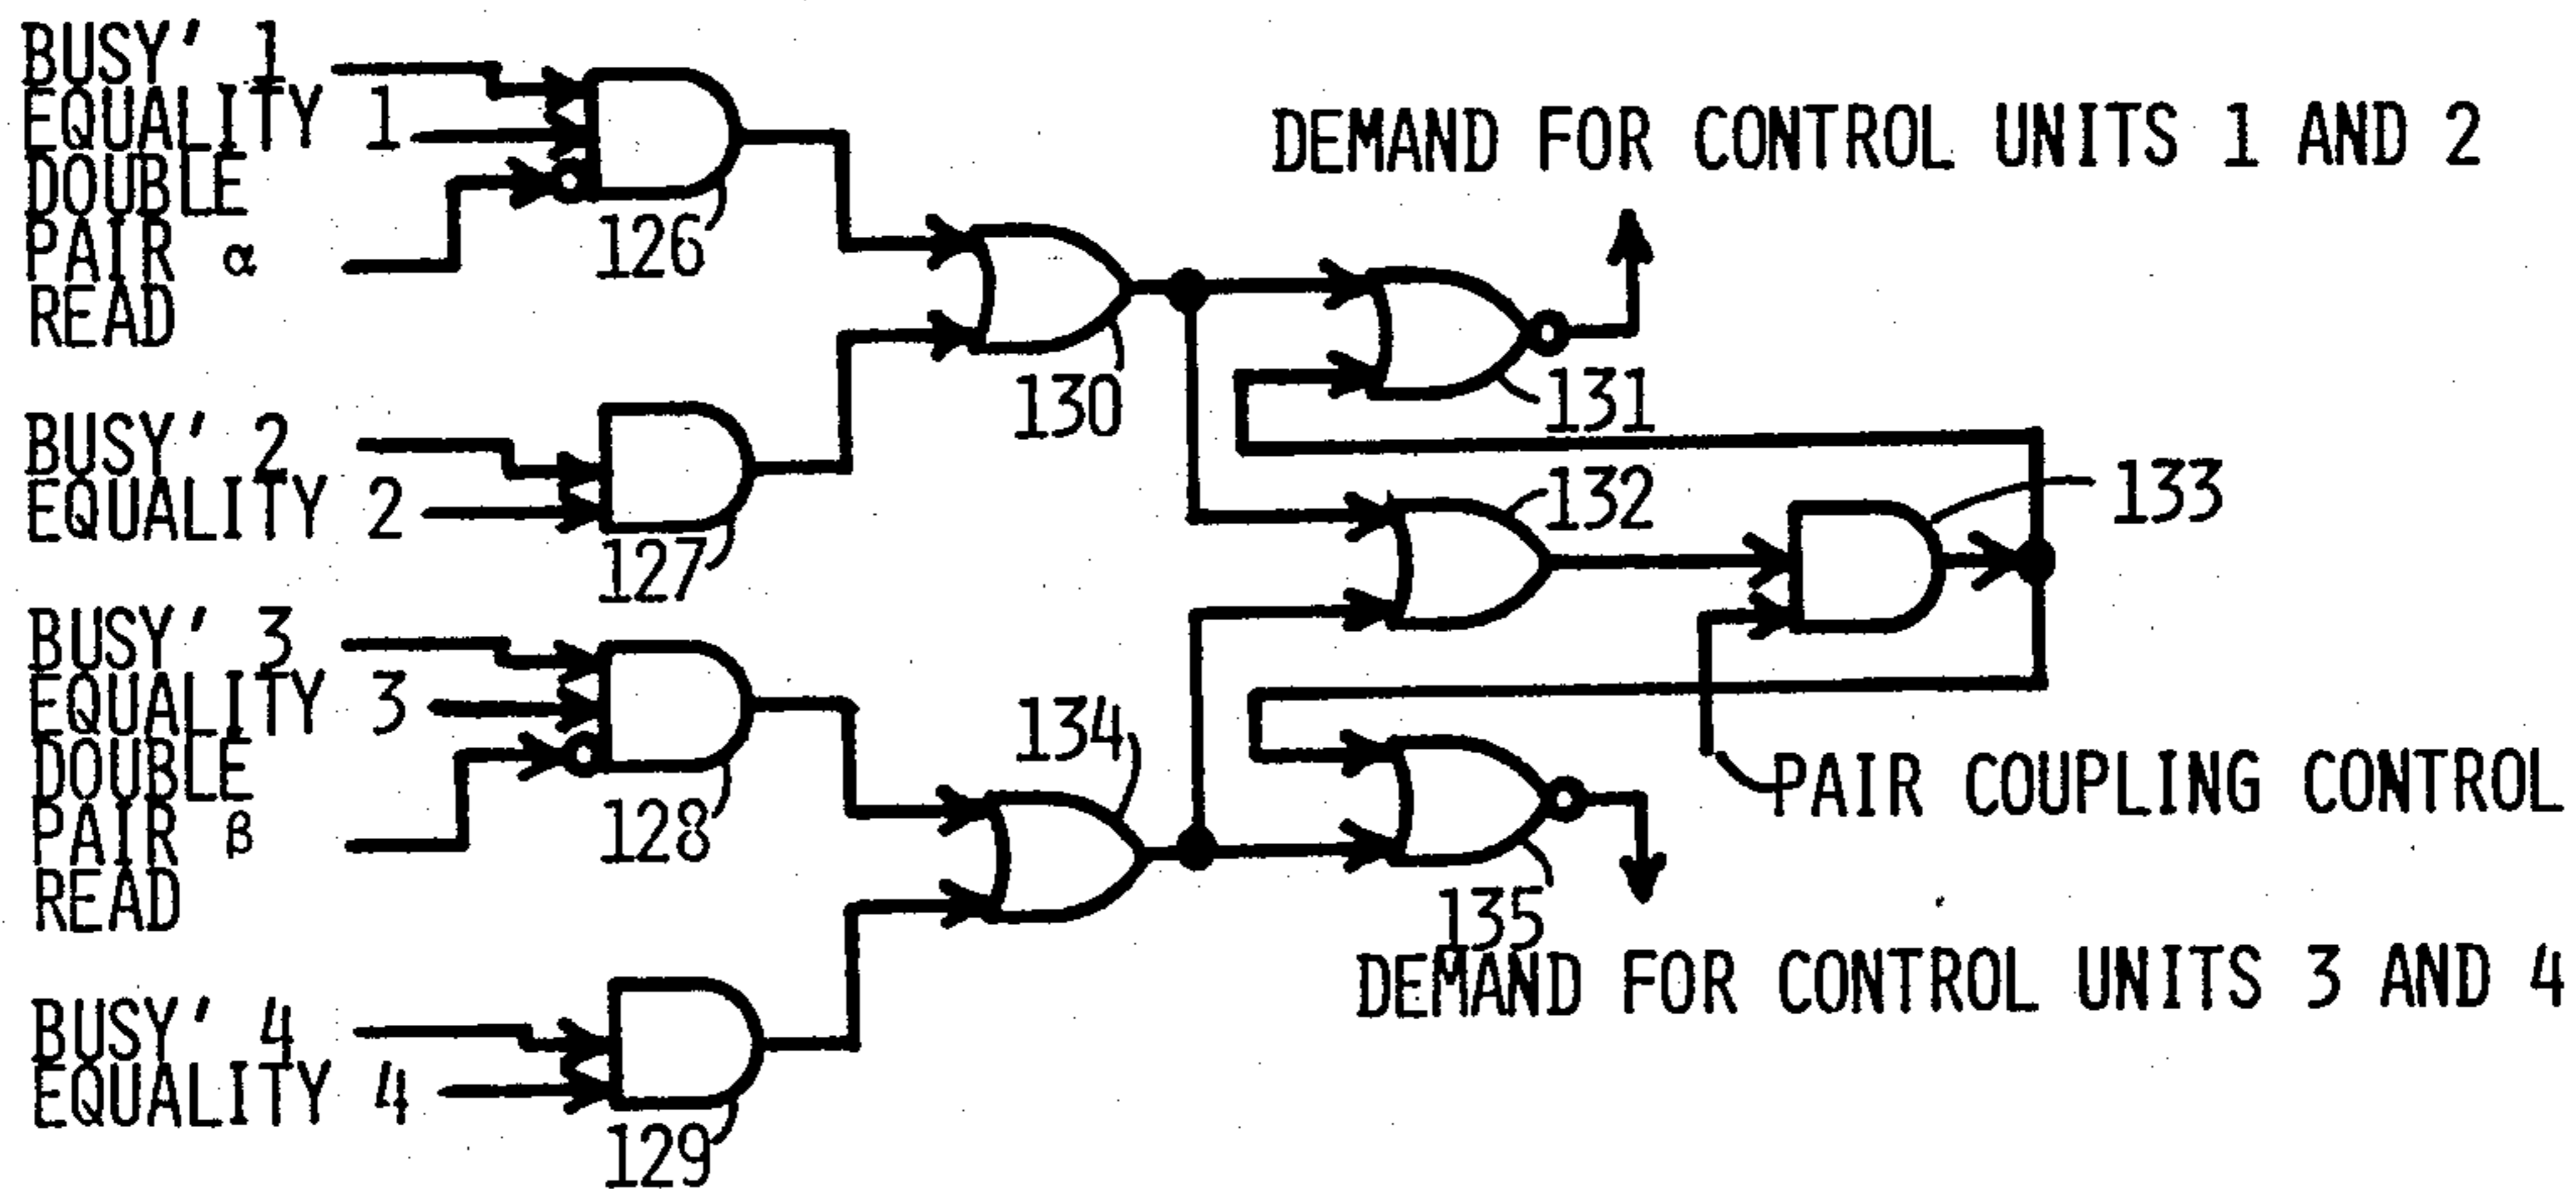 BUSY' 1
EQUALITY 1
DOUBLE
PAIR α
READ
126
DEMAND FOR CONTROL UNITS 1 AND 2
130
131
BUSY' 2
EQUALITY 2
127
132
133
BUSY' 3
EQUALITY 3
DOUBLE
PAIR β
READ
128
134
PAIR COUPLING CONTROL
135
DEMAND FOR CONTROL UNITS 3 AND 4
BUSY' 4
EQUALITY 4
129